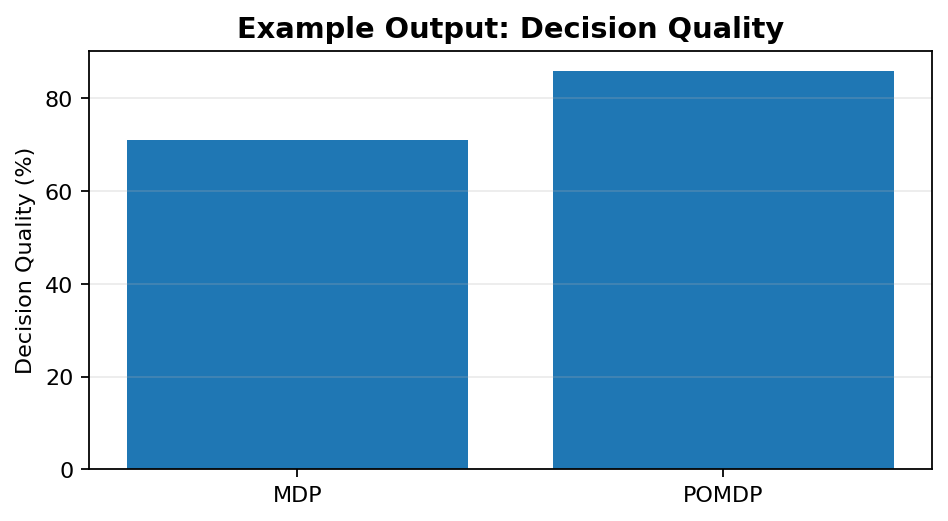 Example Output: Decision Quality
Decision Quality (%)
80
60
40
20
0
MDP
POMDP